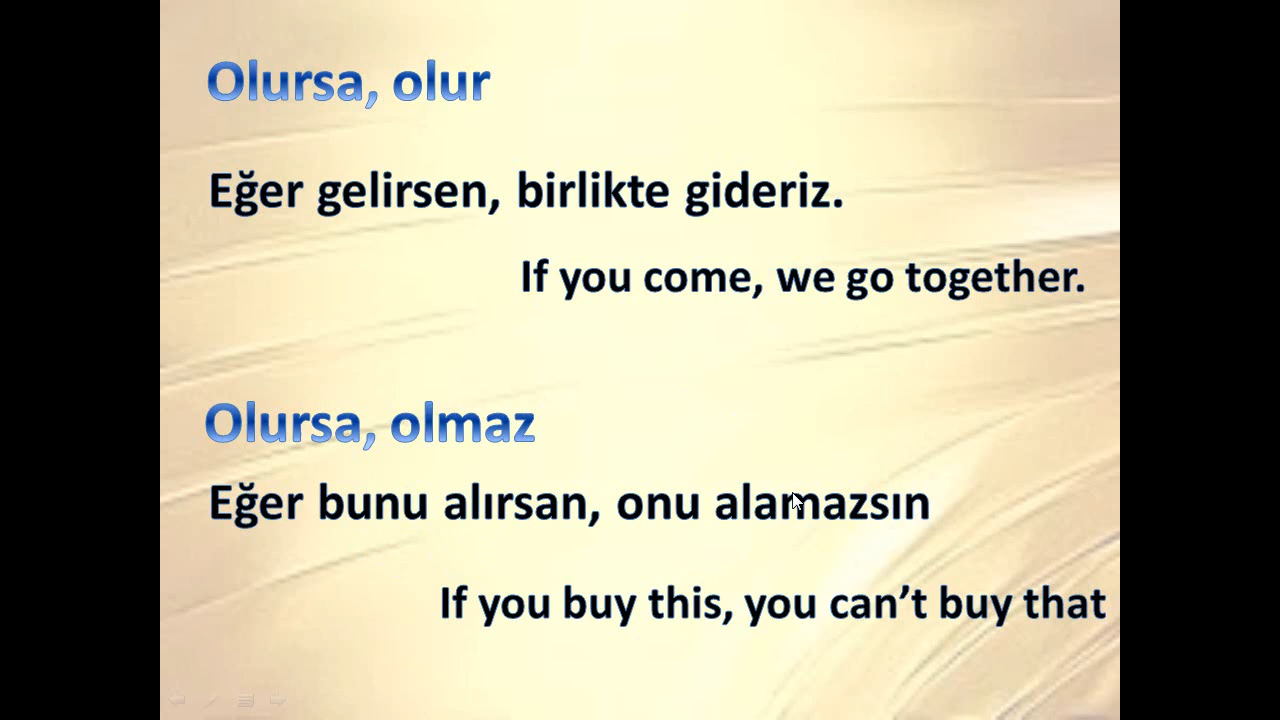 Olursa, olur
Eğer gelirsen, birlikte gideriz.
If you come, we go together.
Olursa, olmaz
Eğer bunu alırsan, onu alamazsın
If you buy this, you can’t buy that